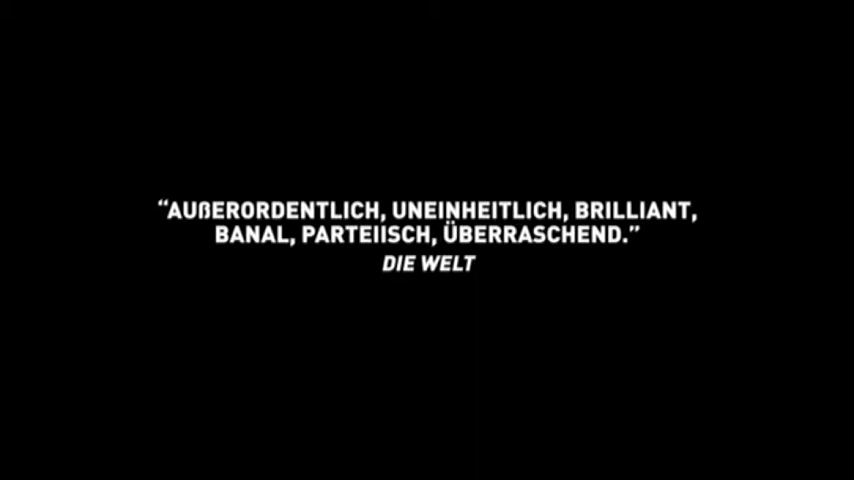 “AUßERORDENTLICH, UNEINHEITLICH, BRILLIANT,
BANAL, PARTEIISCH, ÜBERRASCHEND.”
DIE WELT